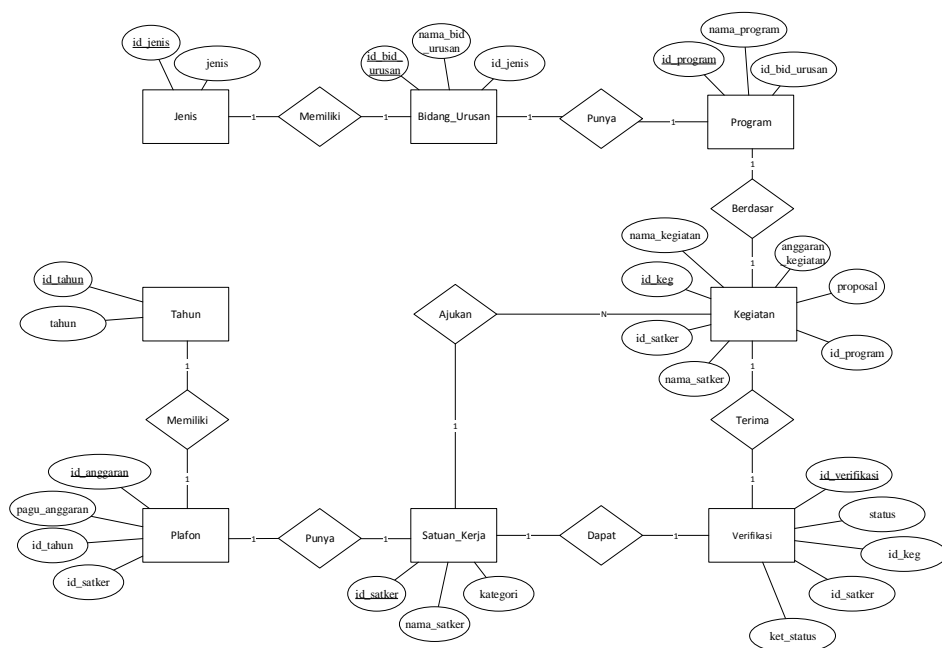 nama_program
nama_bid
_urusan
id_jenis
id_bid_
urusan
id_program
jenis
id_jenis
id_bid_urusan
Jenis
1
Memiliki
1
Bidang_Urusan
1
Punya
1
Program
1
Berdasar
1
nama_kegiatan
anggaran
_kegiatan
id_tahun
id_keg
proposal
Tahun
tahun
Ajukan
N
Kegiatan
id_satker
id_program
nama_satker
1
1
Memiliki
1
Terima
1
1
id_anggaran
id_verifikasi
pagu_anggaran
status
Plafon
1
Punya
1
Satuan_Kerja
1
Dapat
1
Verifikasi
id_tahun
id_keg
id_satker
id_satker
kategori
id_satker
nama_satker
ket_status